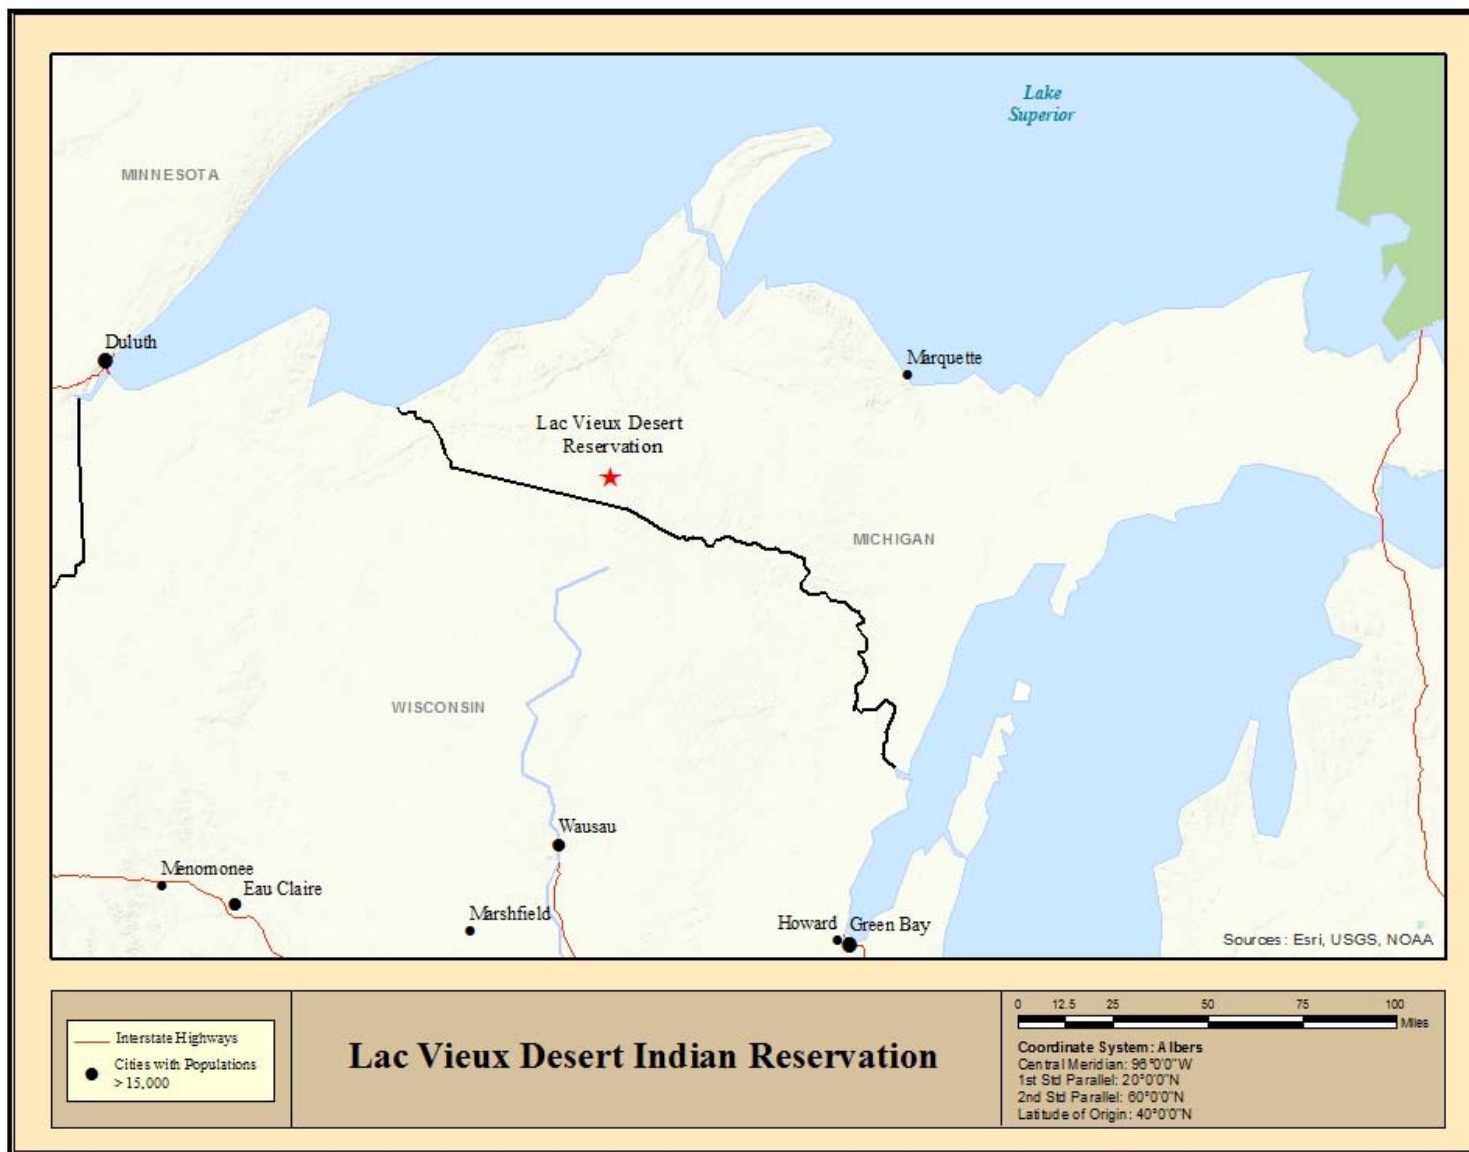 Lake
Superior
MINNESOTA
Duluth
Marquette
Lac Vieux Desert
Reservation
MICHIGAN
WISCONSIN
Wausau
Menomonee
Eau Claire
Marshfield
Howard
Green Bay
Sources: Esri, USGS, NOAA
Interstate Highways
Cities with Populations
> 15,000
Lac Vieux Desert Indian Reservation
0 12.5 25 50 75 100
Miles
Coordinate System: Albers
Central Meridian: 96°0'0"W
1st Std Parallel: 20°0'0"N
2nd Std Parallel: 60°0'0"N
Latitude of Origin: 40°0'0"N